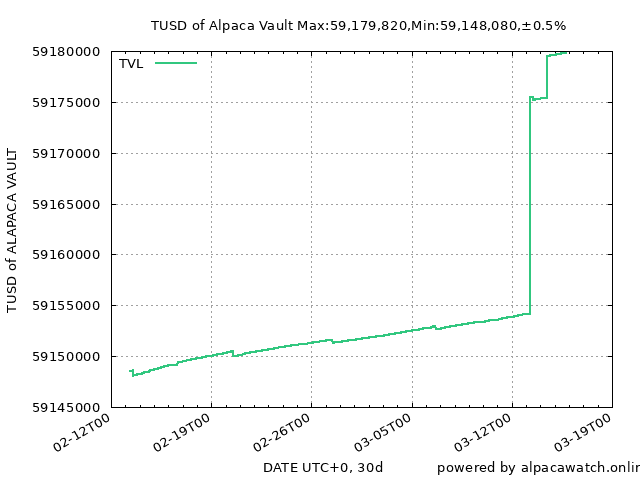 TUSD of Alpaca Vault Max:59,179,820,Min:59,148,080,±0.5%
TVL
59180000
59175000
59170000
59165000
59160000
59155000
59150000
59145000
TUSD of ALAPACA VAULT
02-12T00
02-19T00
02-26T00
03-05T00
03-12T00
03-19T00
DATE UTC+0, 30d
powered by alpacawatch.onlin